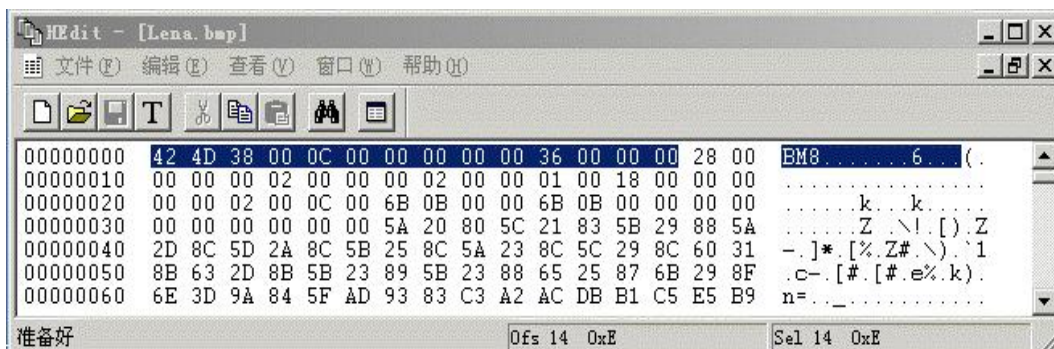 HEdit - [Lena.bmp]
文件(F) 编辑(E) 查看(V) 窗口(W) 帮助(H)
T
00000000 42 4D 38 00 0C 00 00 00 00 00 36 00 00 00 28 00 BM8.......6...(.
00000010 00 00 00 02 00 00 00 02 00 00 01 00 18 00 00 00 ................
00000020 00 00 02 00 0C 00 6B 0B 00 00 6B 0B 00 00 00 00 ......k...k.....
00000030 00 00 00 00 00 00 5A 20 80 5C 21 83 5B 29 88 5A ......Z .\!.[).Z
00000040 2D 8C 5D 2A 8C 5B 25 8C 5A 23 8C 5C 29 8C 60 31 -.]*.[%.Z#.\).`1
00000050 8B 63 2D 8B 5B 23 89 5B 23 88 65 25 87 6B 29 8F .c-.[#.[#.e%.k).
00000060 6E 3D 9A 84 5F AD 93 83 C3 A2 AC DB B1 C5 E5 B9 n=.._...........
准备好 Ofs 14 0xE Sel 14 0xE